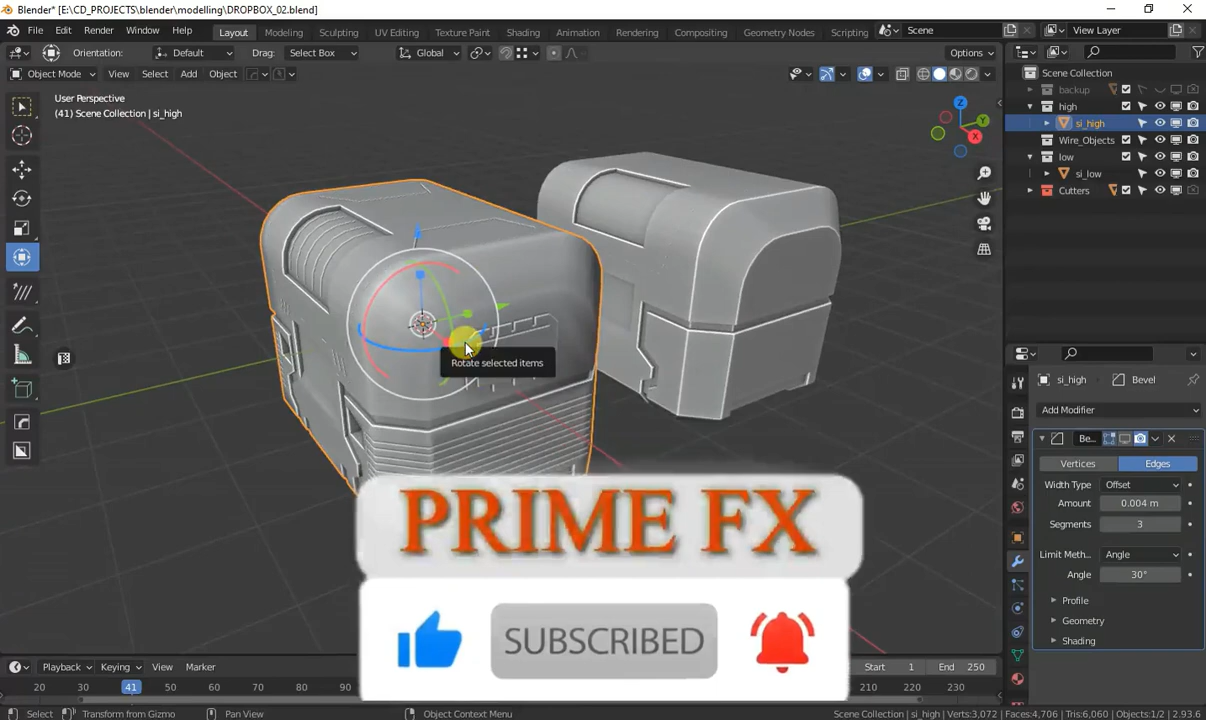 Blender* [E:\CD_PROJECTS\blender\modelling\DROPBOX_02.blend]
File Edit Render Window Help Layout Modeling Sculpting UV Editing Texture Paint Shading Animation Rendering Compositing Geometry Nodes Scripting Scene View Layer
Orientation: Default Drag: Select Box Global Options
Object Mode View Select Add Object
User Perspective
(41) Scene Collection | si_high
Z
Y
X
Scene Collection
backup
high
si_high
Wire_Objects
low
si_low
Cutters
Rotate selected items
si_high Bevel
Add Modifier
Be...
Vertices Edges
Width Type Offset
Amount 0.004 m
Segments 3
Limit Meth... Angle
Angle 30°
Profile
Geometry
Shading
PRIME FX
SUBSCRIBED
Playback Keying View Marker Start 1 End 250
20 41 50 60 70 80 90 210 220 230
Select Transform from Gizmo Pan View Object Context Menu Scene Collection | si_high | Verts:3,072 | Faces:4,706 | Tris:6,060 | Objects:1/2 | 2.93.6